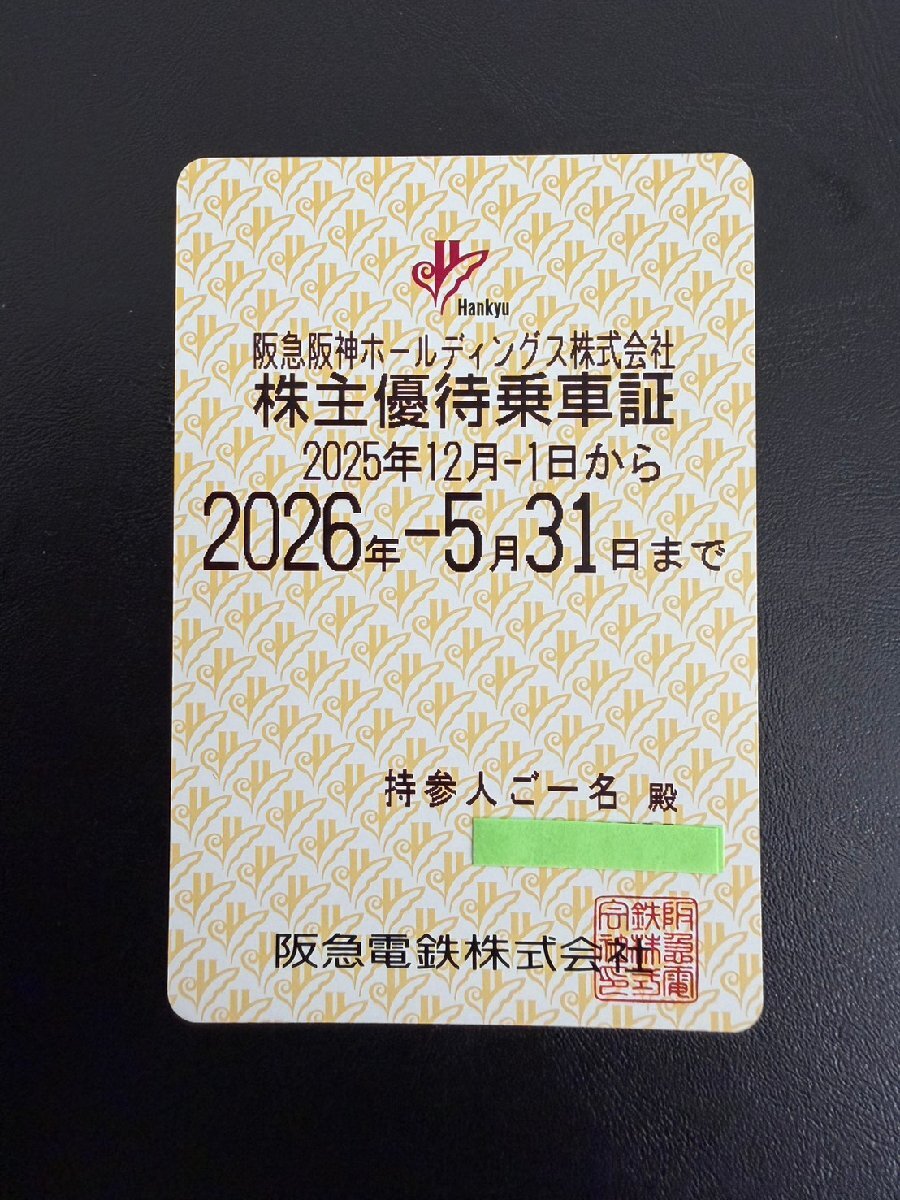 Hankyu
阪急阪神ホールディングス株式会社
株主優待乗車証
2025年12月-1日から
2026年-5月31日まで
持参人ご一名 殿
阪急電鉄株式会社